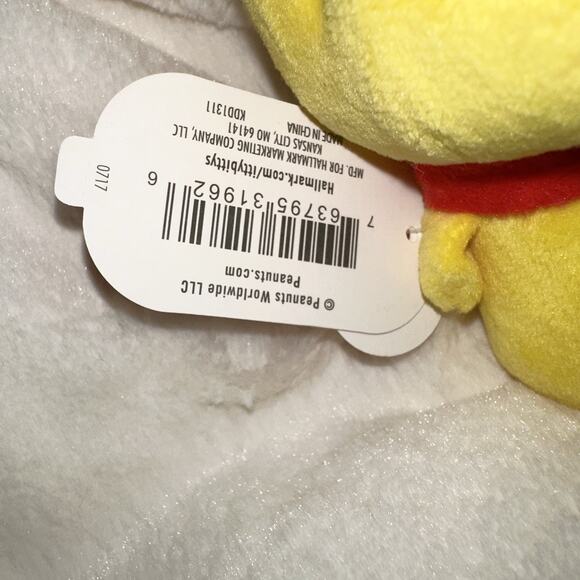 © Peanuts Worldwide LLC
Peanuts.com
7 63795 31962 6
Hallmark.com/ittybittys
MFD. FOR HALLMARK MARKETING COMPANY, LLC
KANSAS CITY, MO 64141
MADE IN CHINA
KDD1311
0717